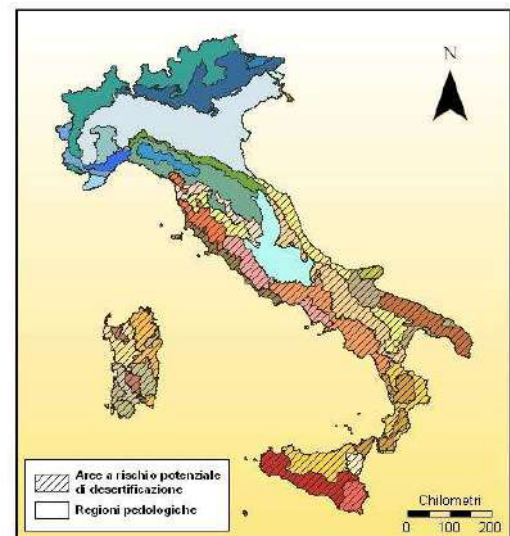 N
Aree a rischio potenziale
di desertificazione
Regioni pedologiche
Chilometri
0 100 200